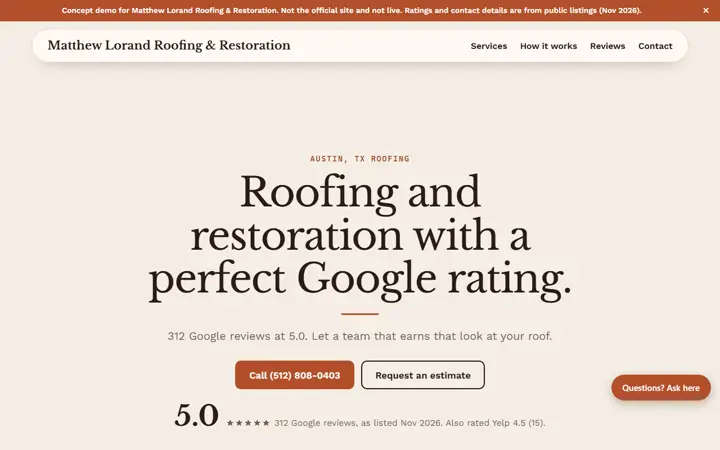 Concept demo for Matthew Lorand Roofing & Restoration. Not the official site and not live. Ratings and contact details are from public listings (Nov 2026). ×
Matthew Lorand Roofing & Restoration Services How it works Reviews Contact
AUSTIN, TX ROOFING
Roofing and
restoration with a
perfect Google rating.
312 Google reviews at 5.0. Let a team that earns that look at your roof.
Call (512) 808-0403 Request an estimate
Questions? Ask here
5.0 ★★★★★ 312 Google reviews, as listed Nov 2026. Also rated Yelp 4.5 (15).